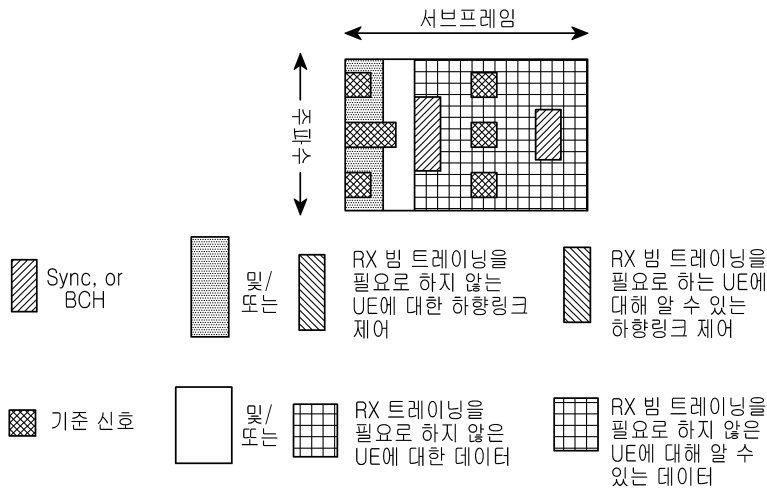 서브프레임
주파수
Sync, or
BCH
및/
또는
RX 빔 트레이닝을
필요로 하지 않는
UE에 대한 하향링크
제어
RX 빔 트레이닝을
필요로 하는 UE에
대해 알 수 있는
하향링크 제어
기준 신호
및/
또는
RX 트레이닝을
필요로 하지 않은
UE에 대한 데이터
RX 빔 트레이닝을
필요로 하지 않은
UE에 대해 알 수
있는 데이터